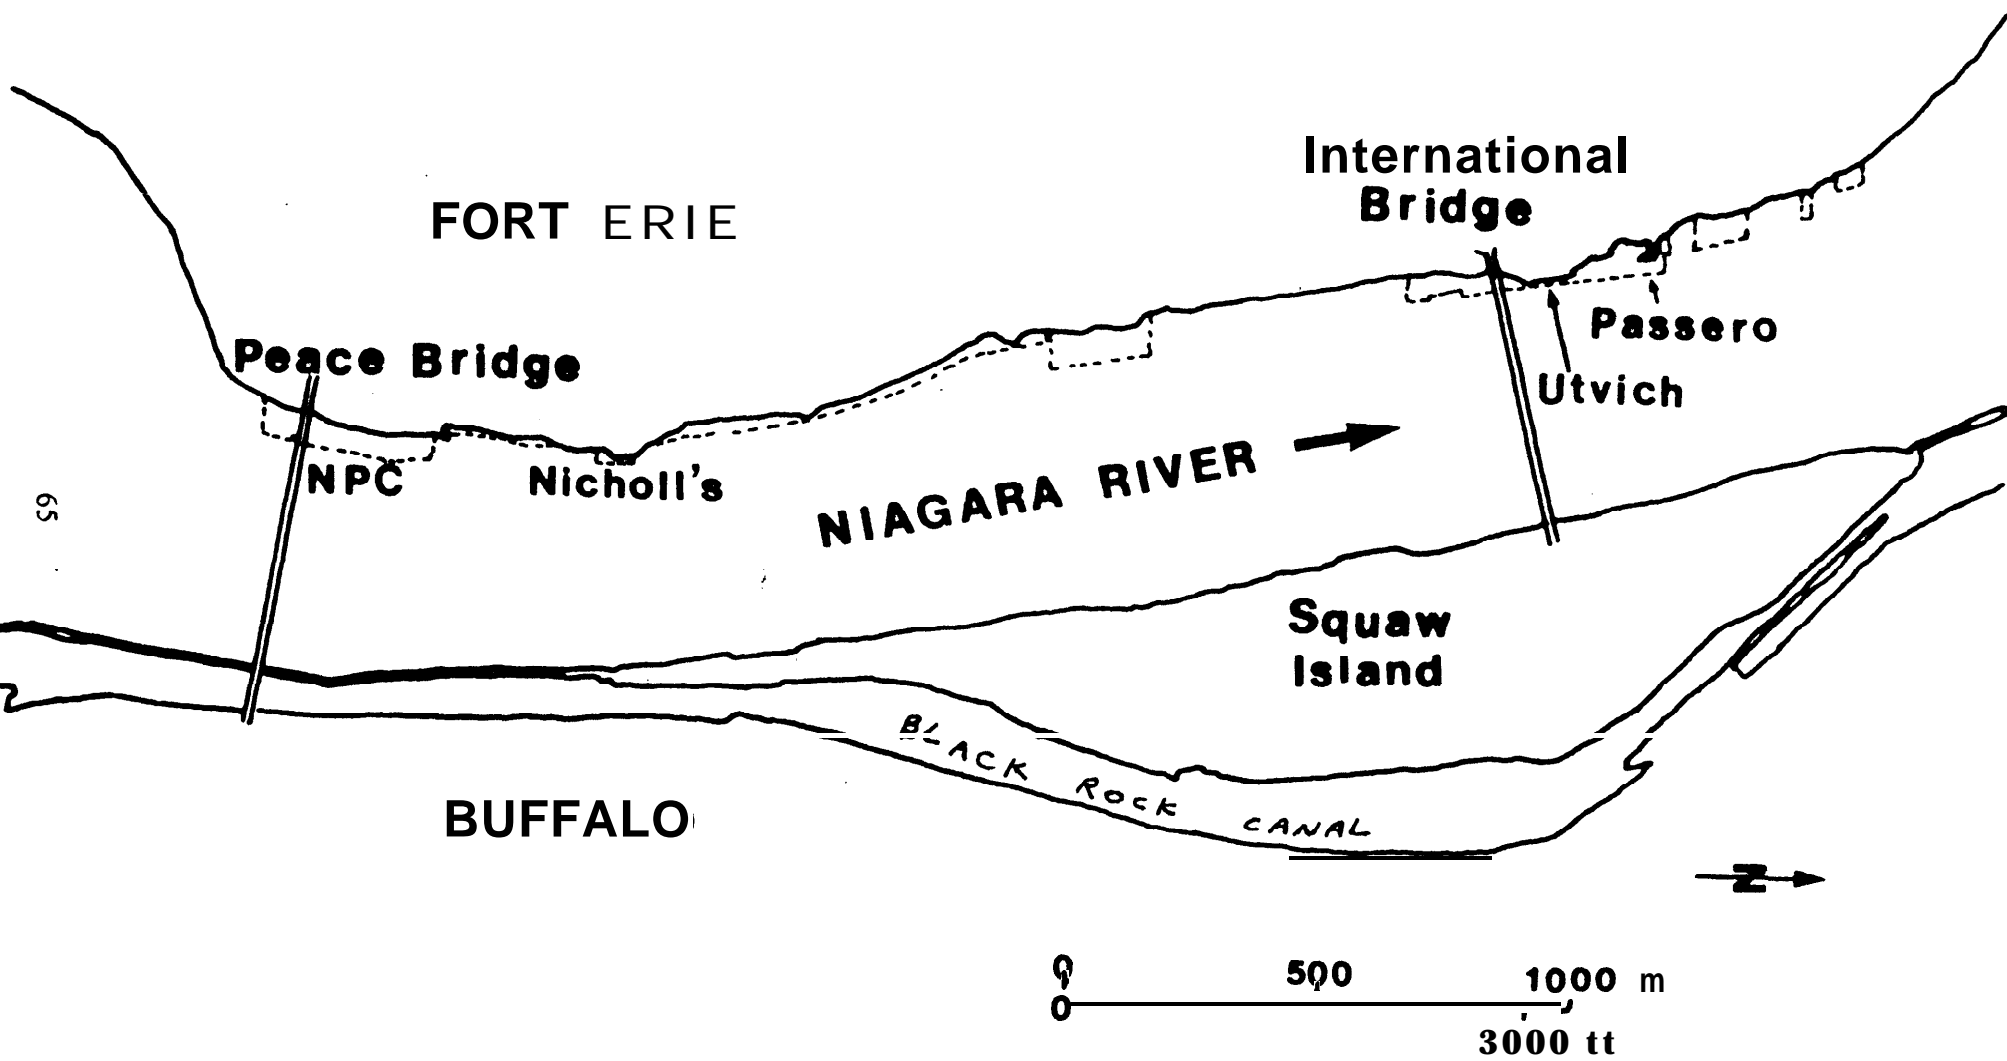 International
Bridge
FORT ERIE
Peace Bridge
Passero
Utvich
NPC
Nicholl's
NIAGARA RIVER
65
Squaw
Island
BLACK ROCK CANAL
BUFFALO
N
0 500 1000 m
0
3000 tt